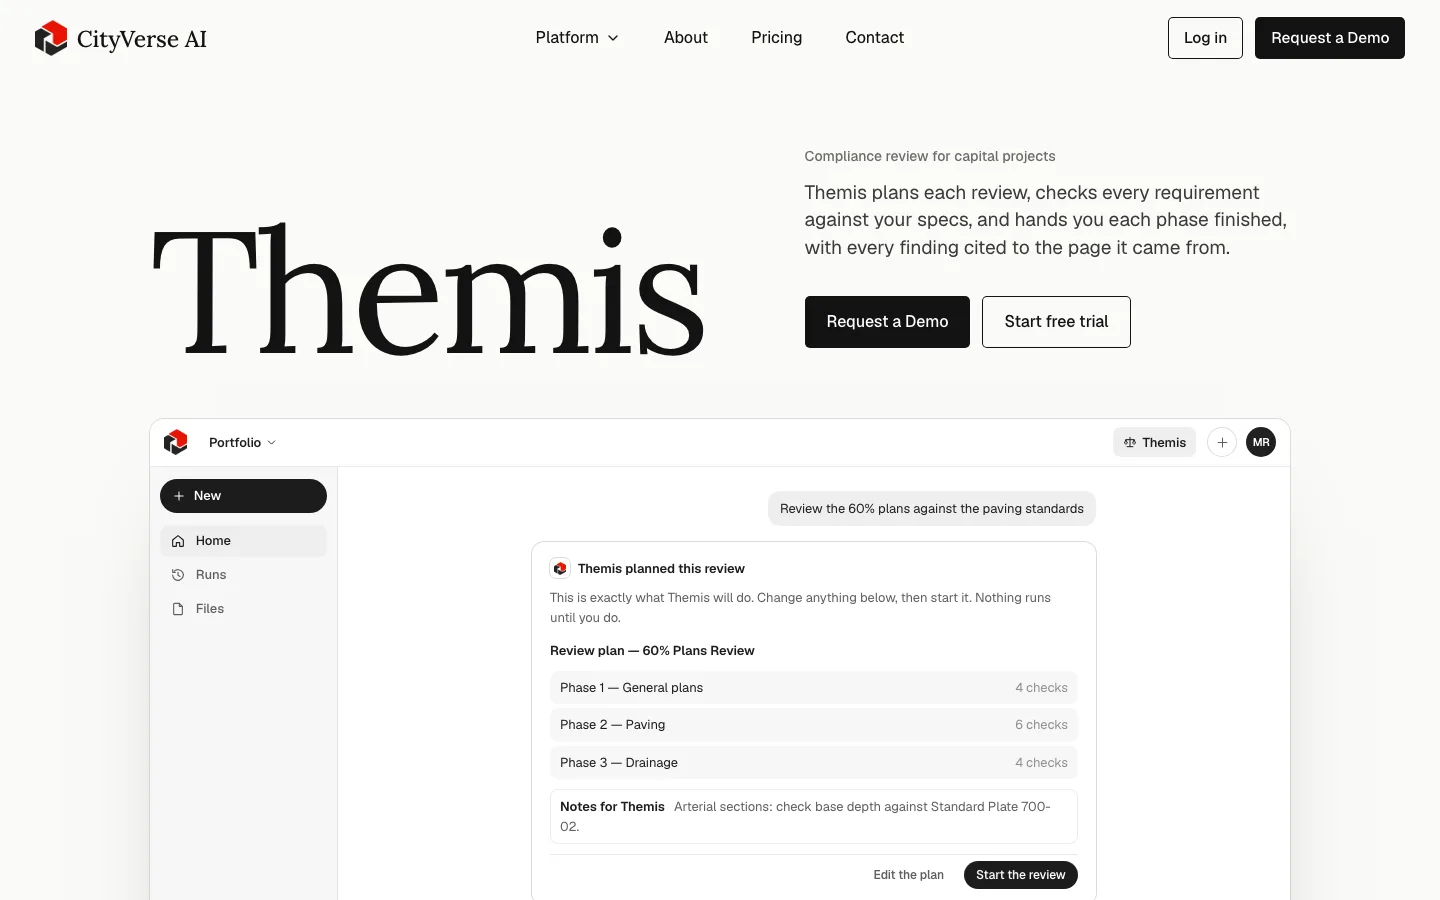 CityVerse AI
Platform
About
Pricing
Contact
Log in
Request a Demo
Themis
Compliance review for capital projects
Themis plans each review, checks every requirement
against your specs, and hands you each phase finished,
with every finding cited to the page it came from.
Request a Demo
Start free trial
Portfolio
Themis
MR
New
Home
Runs
Files
Review the 60% plans against the paving standards
Themis planned this review
This is exactly what Themis will do. Change anything below, then start it. Nothing runs
until you do.
Review plan — 60% Plans Review
Phase 1 — General plans
4 checks
Phase 2 — Paving
6 checks
Phase 3 — Drainage
4 checks
Notes for Themis Arterial sections: check base depth against Standard Plate 700-
02.
Edit the plan
Start the review